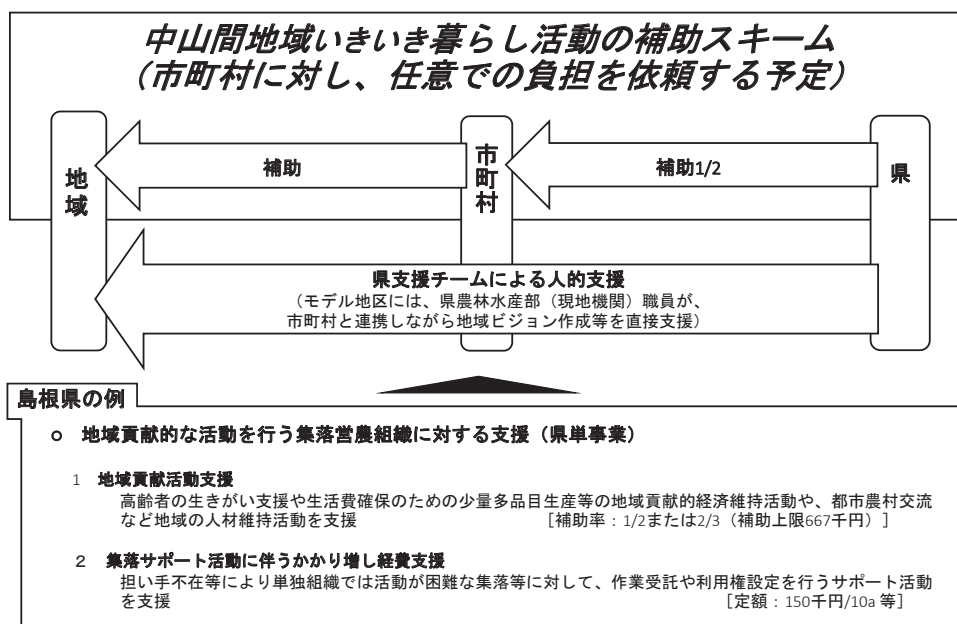 中山間地域いきいき暮らし活動の補助スキーム
（市町村に対し、任意での負担を依頼する予定）
地域
補助
市町村
補助1/2
県
県支援チームによる人的支援
（モデル地区には、県農林水産部（現地機関）職員が、
市町村と連携しながら地域ビジョン作成等を直接支援）
島根県の例
○ 地域貢献的な活動を行う集落営農組織に対する支援（県単事業）
1 地域貢献活動支援
高齢者の生きがい支援や生活費確保のための少量多品目生産等の地域貢献的経済維持活動や、都市農村交流
など地域の人材維持活動を支援 ［補助率：1/2または2/3（補助上限667千円）］
2 集落サポート活動に伴うかかり増し経費支援
担い手不在等により単独組織では活動が困難な集落等に対して、作業受託や利用権設定を行うサポート活動
を支援 ［定額：150千円/10a 等］